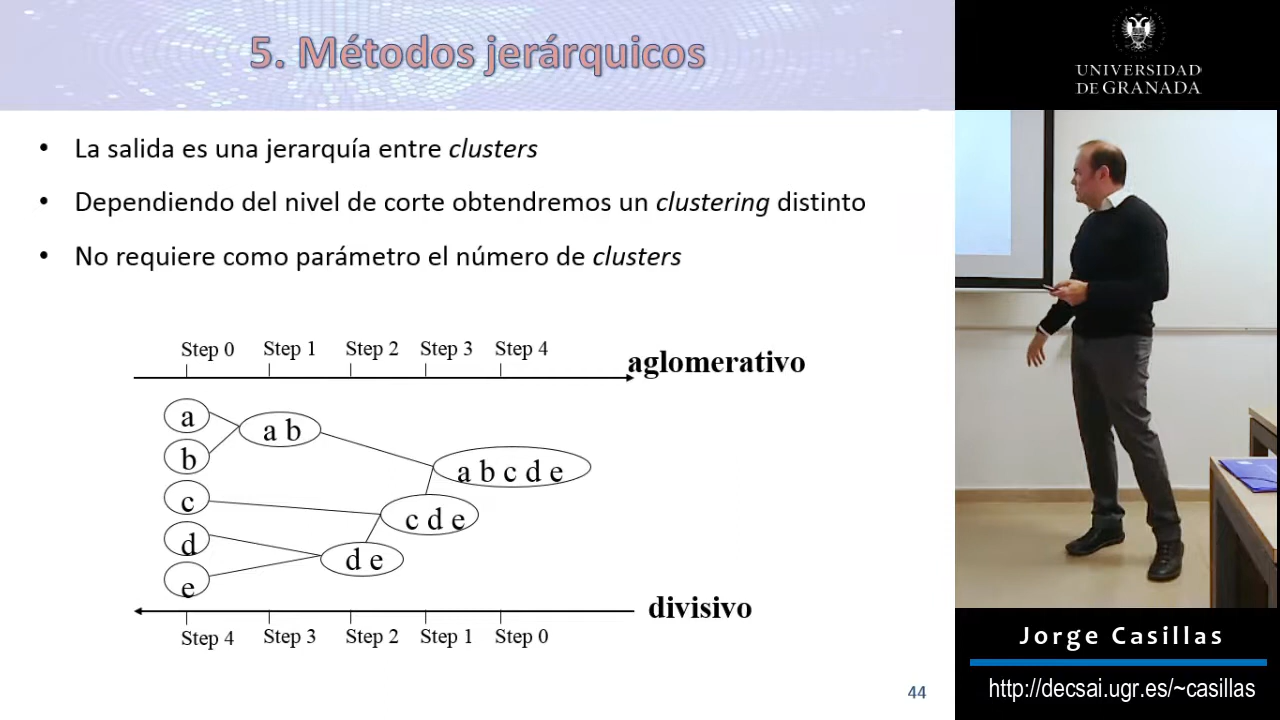 5. Métodos jerárquicos
• La salida es una jerarquía entre clusters
• Dependiendo del nivel de corte obtendremos un clustering distinto
• No requiere como parámetro el número de clusters
Step 0 Step 1 Step 2 Step 3 Step 4
aglomerativo
a
a b
b
a b c d e
c
c d e
d
d e
e
divisivo
Step 4 Step 3 Step 2 Step 1 Step 0
44
UNIVERSIDAD
DE GRANADA
Jorge Casillas
http://decsai.ugr.es/~casillas